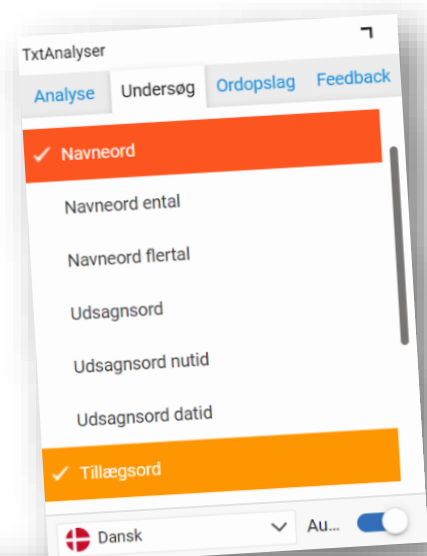 TxtAnalyser
Analyse Undersøg Ordopslag Feedback
Navneord
Navneord ental
Navneord flertal
Udsagnsord
Udsagnsord nutid
Udsagnsord datid
Tillægsord
Dansk Au...